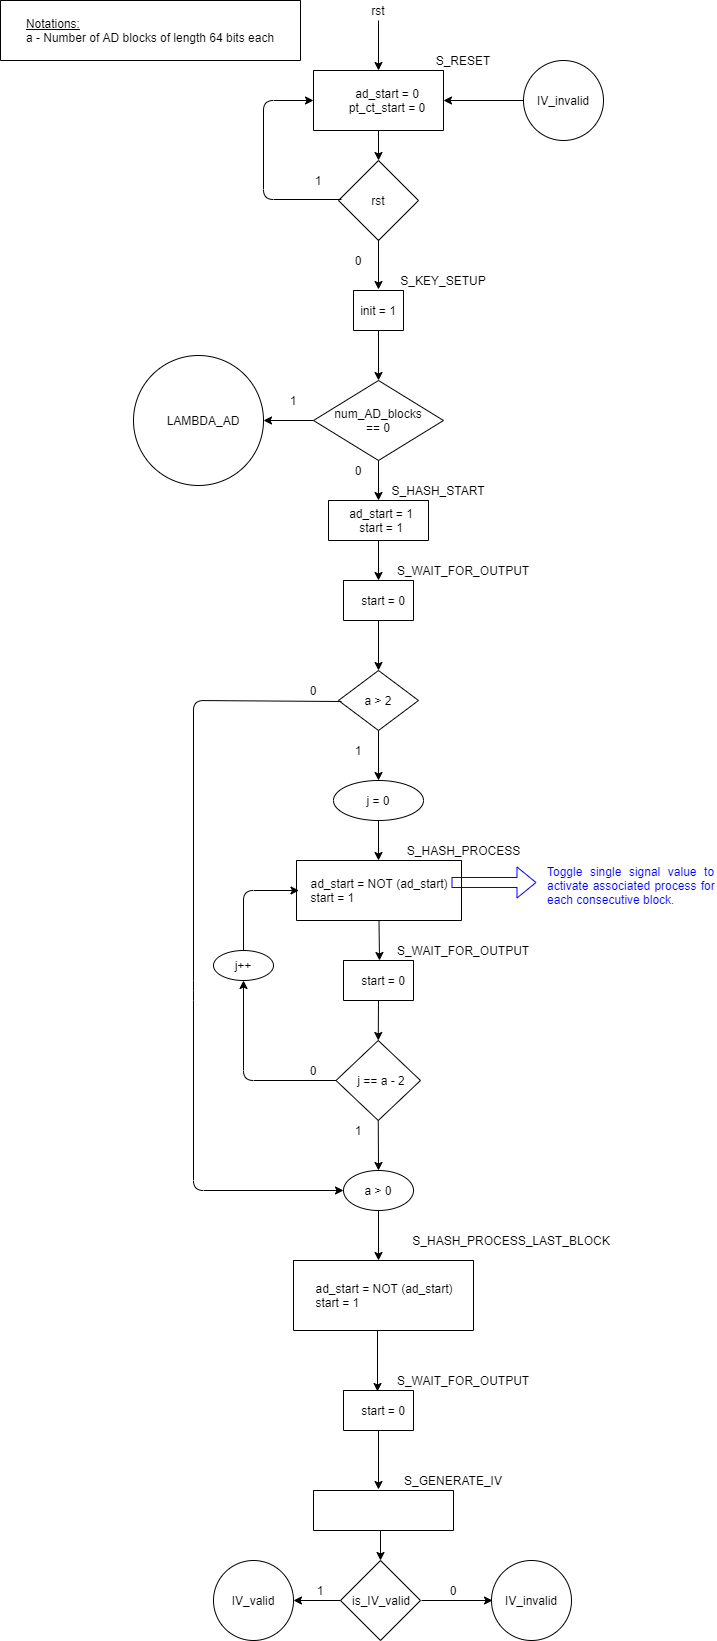 Notations:
a - Number of AD blocks of length 64 bits each
rst
S_RESET
ad_start = 0
pt_ct_start = 0
IV_invalid
1
rst
0
S_KEY_SETUP
init = 1
LAMBDA_AD
1
num_AD_blocks
== 0
0
S_HASH_START
ad_start = 1
start = 1
S_WAIT_FOR_OUTPUT
start = 0
0
a > 2
1
j = 0
S_HASH_PROCESS
ad_start = NOT (ad_start)
start = 1
Toggle single signal value to
activate associated process for
each consecutive block.
S_WAIT_FOR_OUTPUT
j++
start = 0
0
j == a - 2
1
a > 0
S_HASH_PROCESS_LAST_BLOCK
ad_start = NOT (ad_start)
start = 1
S_WAIT_FOR_OUTPUT
start = 0
S_GENERATE_IV
IV_valid
1
is_IV_valid
0
IV_invalid